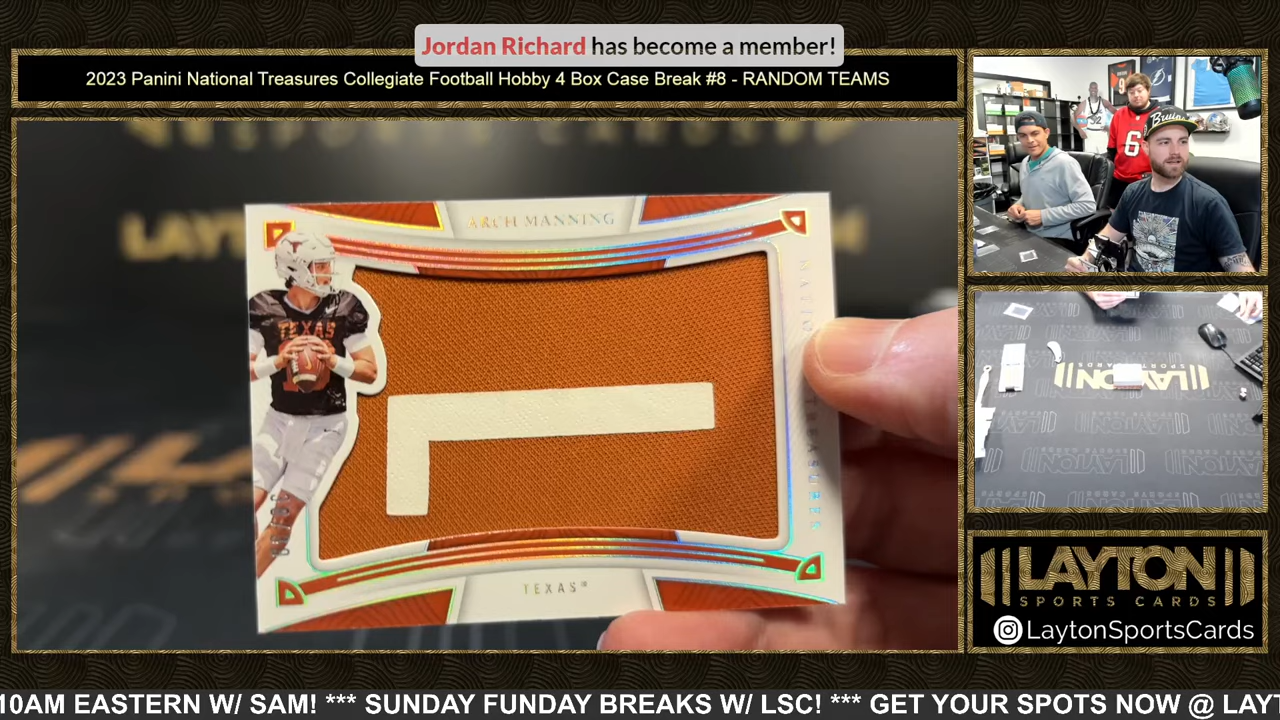 Jordan Richard has become a member!
2023 Panini National Treasures Collegiate Football Hobby 4 Box Case Break #8 - RANDOM TEAMS
ARCH MANNING
TEXAS
TEXAS
LAYTON
LAYTON
SPORTS CARDS
LaytonSportsCards
10AM EASTERN W/ SAM! *** SUNDAY FUNDAY BREAKS W/ LSC! *** GET YOUR SPOTS NOW @ LAYT